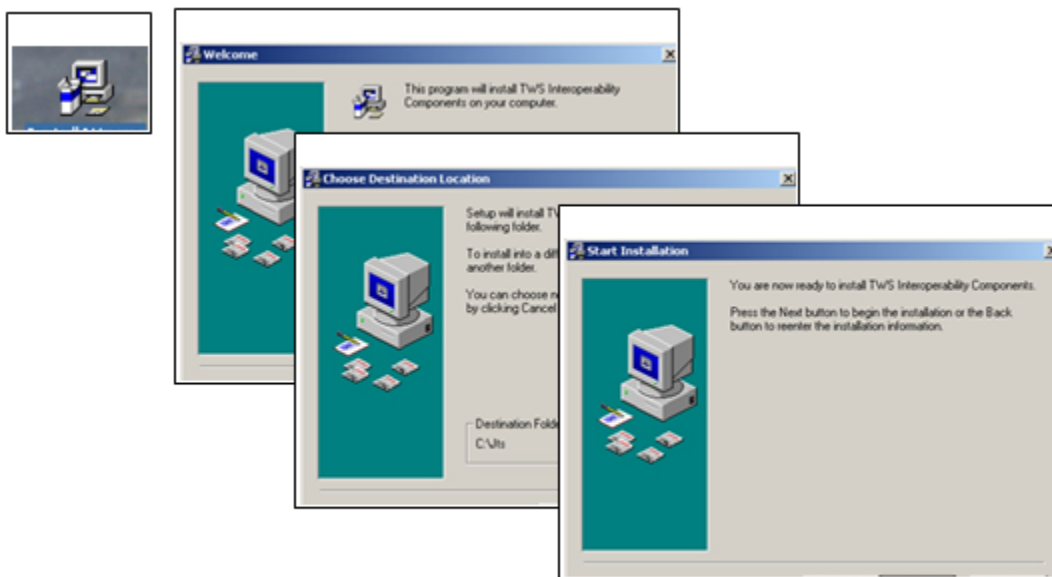 Welcome
This program will install TWS Interoperability
Components on your computer.
Choose Destination Location
Setup will install TW
following folder.
To install into a diff
another folder.
You can choose n
by clicking Cancel
Destination Folde
C:\Jts
Start Installation
You are now ready to install TWS Interoperability Components.
Press the Next button to begin the installation or the Back
button to reenter the installation information.